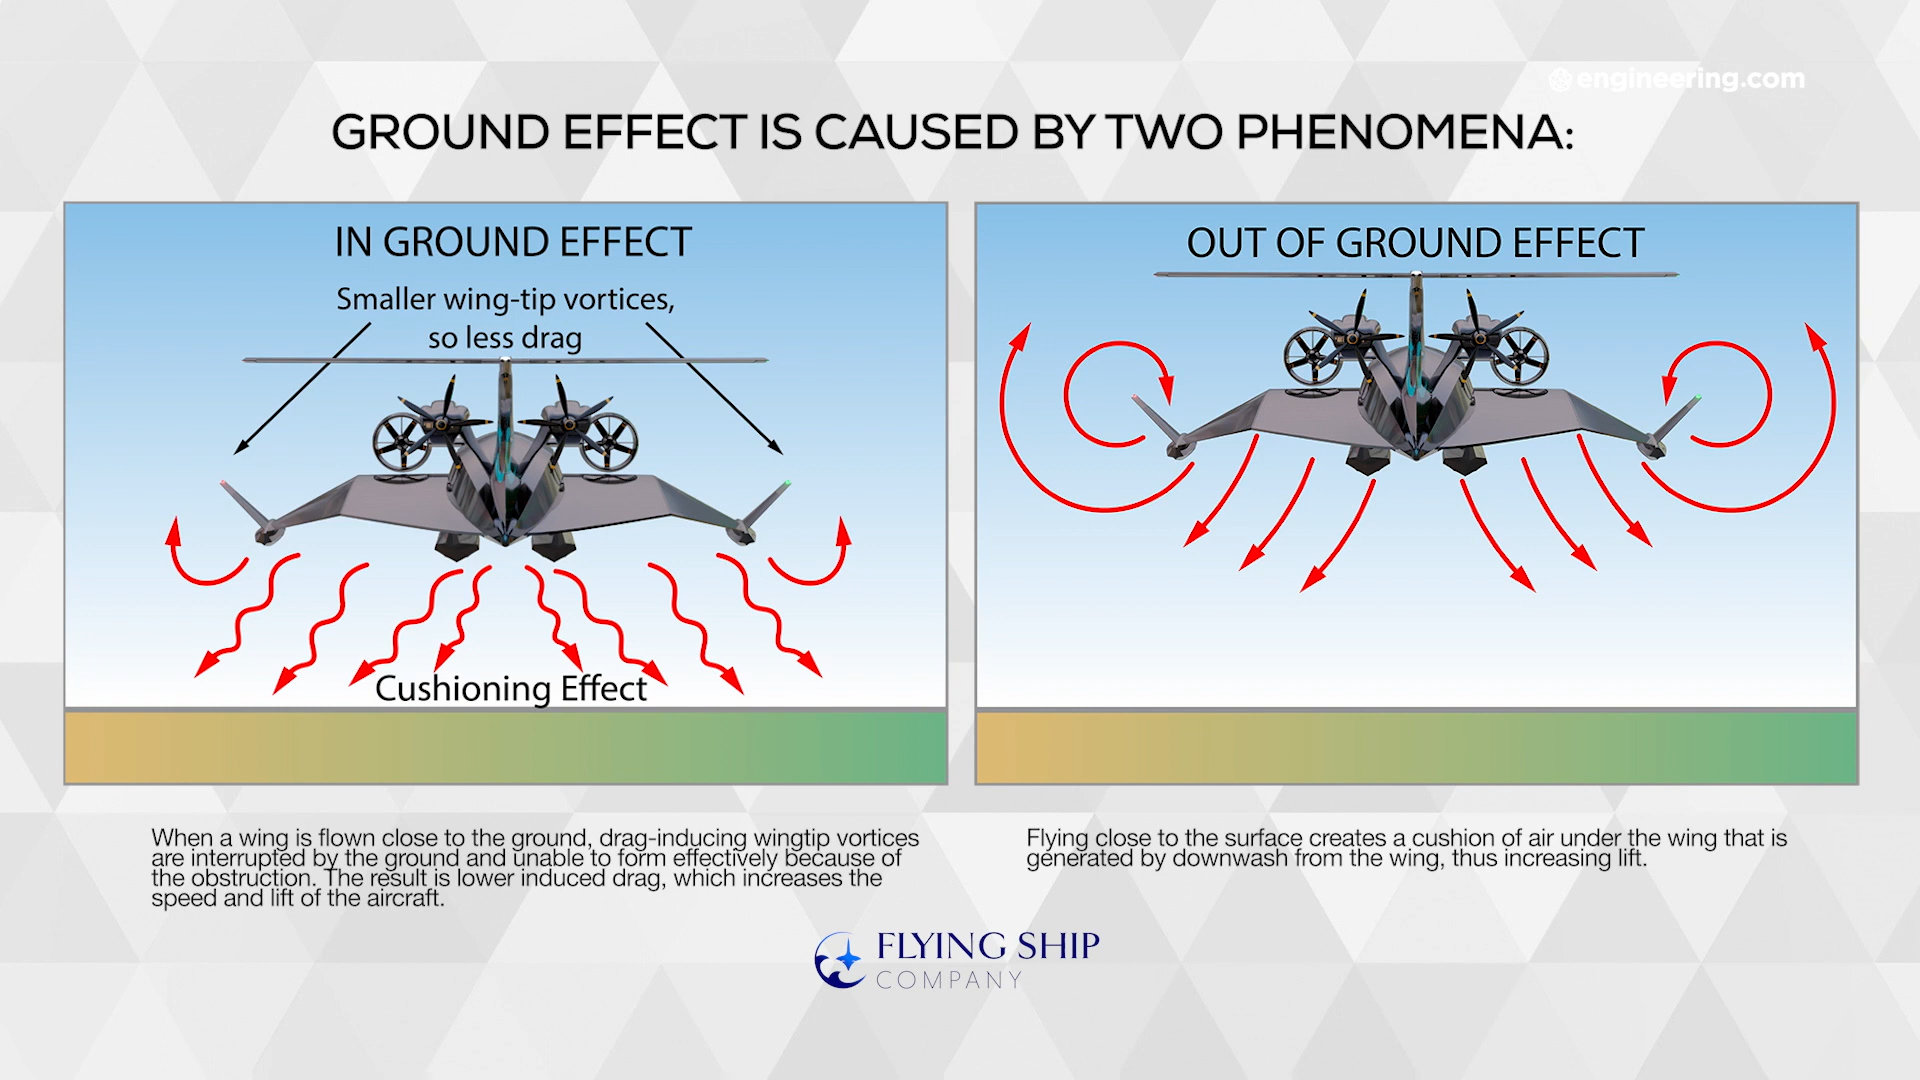 engineering.com
GROUND EFFECT IS CAUSED BY TWO PHENOMENA:
IN GROUND EFFECT
Smaller wing-tip vortices,
so less drag
Cushioning Effect
OUT OF GROUND EFFECT
When a wing is flown close to the ground, drag-inducing wingtip vortices
are interrupted by the ground and unable to form effectively because of
the obstruction. The result is lower induced drag, which increases the
speed and lift of the aircraft.
Flying close to the surface creates a cushion of air under the wing that is
generated by downwash from the wing, thus increasing lift.
FLYING SHIP
COMPANY